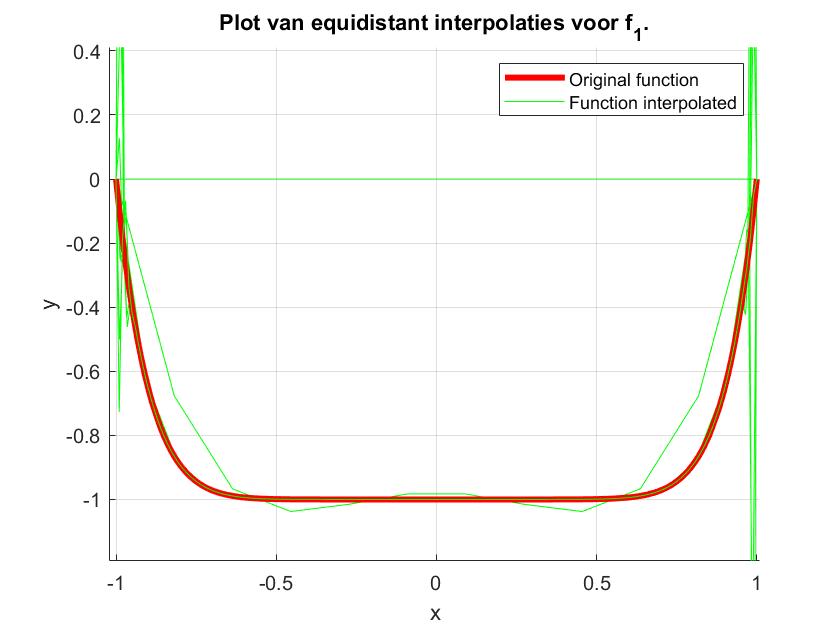 Plot van equidistant interpolaties voor f₁.
Original function
Function interpolated
0.4
0.2
0
-0.2
-0.4
-0.6
-0.8
-1
y
-1
-0.5
0
0.5
1
x